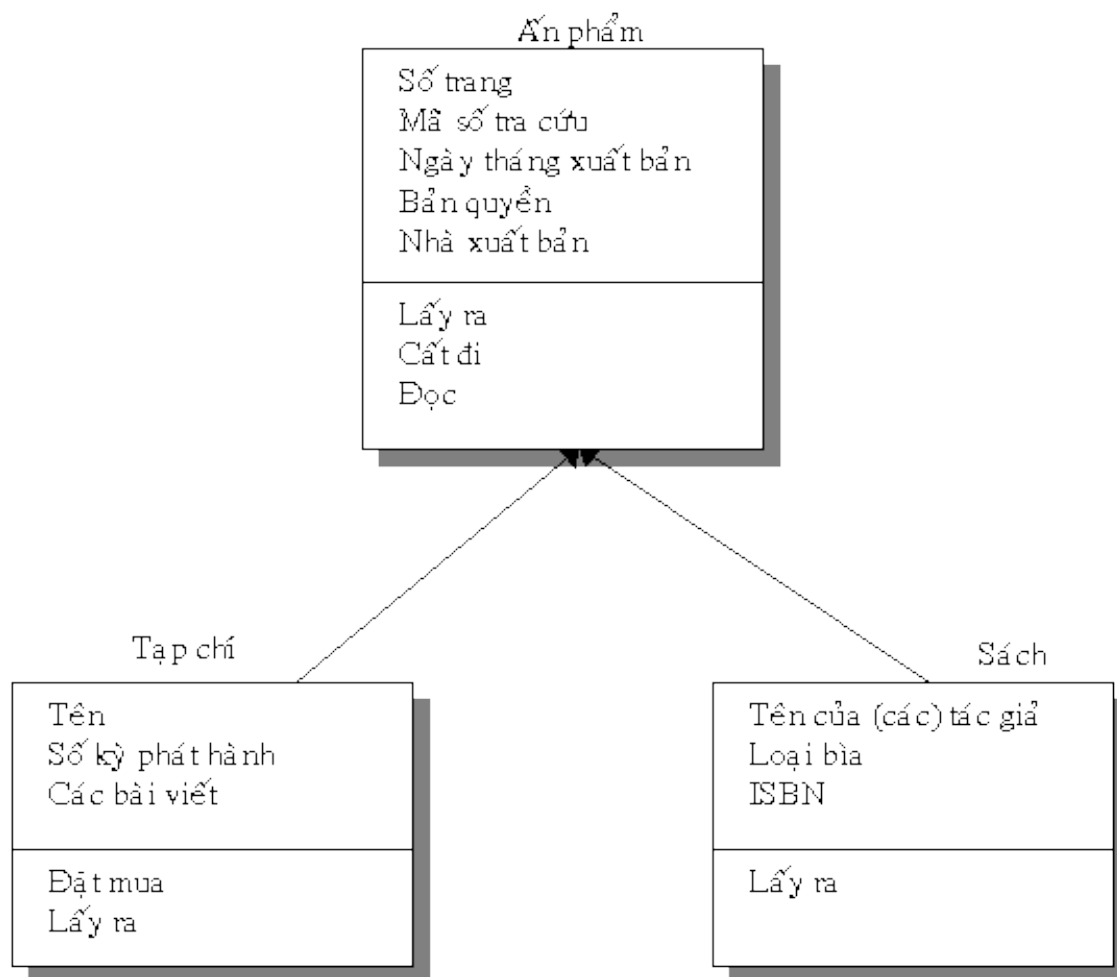 Ấn phẩm
Số trang
Mã số tra cứu
Ngày tháng xuất bản
Bản quyền
Nhà xuất bản
Lấy ra
Cất đi
Đọc
Tạp chí
Tên
Số kỳ phát hành
Các bài viết
Đặt mua
Lấy ra
Sách
Tên của (các) tác giả
Loại bìa
ISBN
Lấy ra